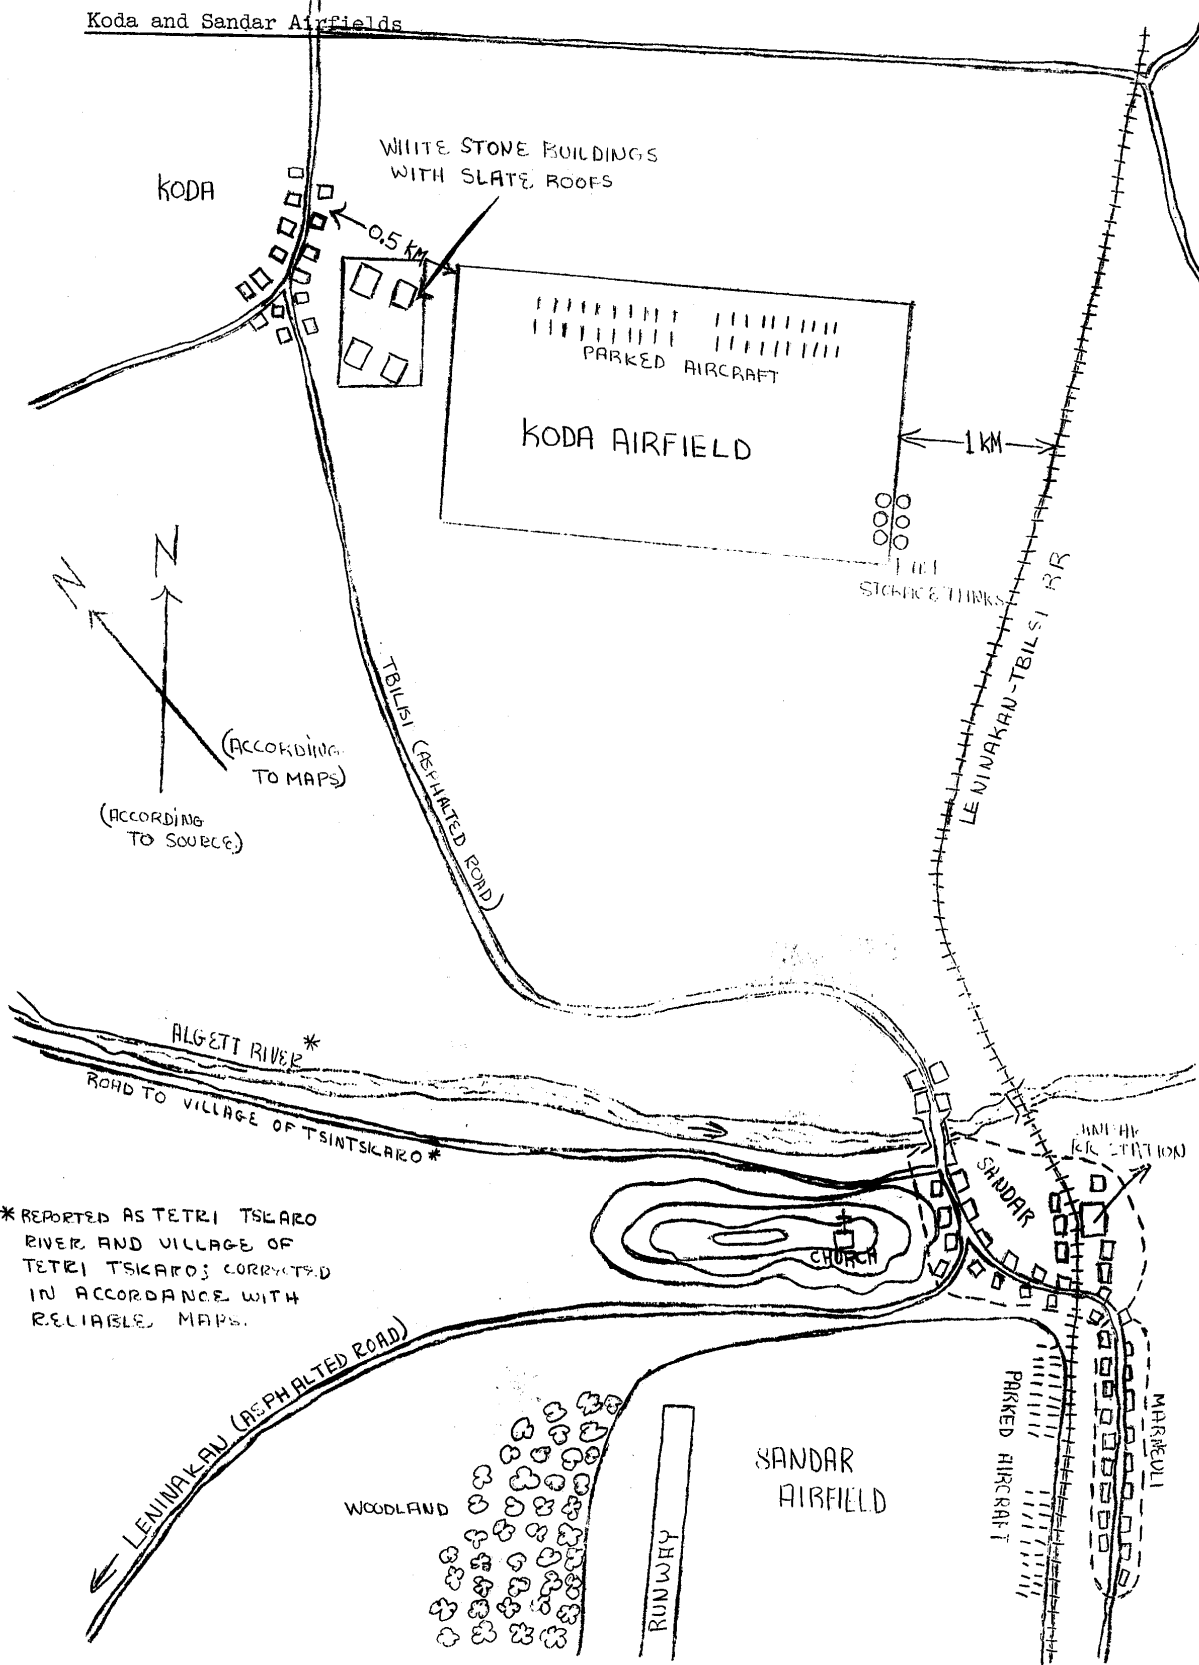 Koda and Sandar Airfields
WHITE STONE BUILDINGS
WITH SLATE ROOFS
KODA
0.5 KM
PARKED AIRCRAFT
KODA AIRFIELD
1 KM
STORAGE TANKS
LENINAKAN-TBILSI RR
N
N
(ACCORDING
TO MAPS)
(ACCORDING
TO SOURCE)
TBILISI (ASPHALTED ROAD)
ALGETI RIVER*
ROAD TO VILLAGE OF TSINTSKARO*
SANDAR
RR STATION
CHURCH
*REPORTED AS TETRI TSKARO
RIVER AND VILLAGE OF
TETRI TSKARO; CORRECTED
IN ACCORDANCE WITH
RELIABLE MAPS.
LENINAKAN (ASPHALTED ROAD)
WOODLAND
RUNWAY
SANDAR
AIRFIELD
PARKED AIRCRAFT
MARNEULI